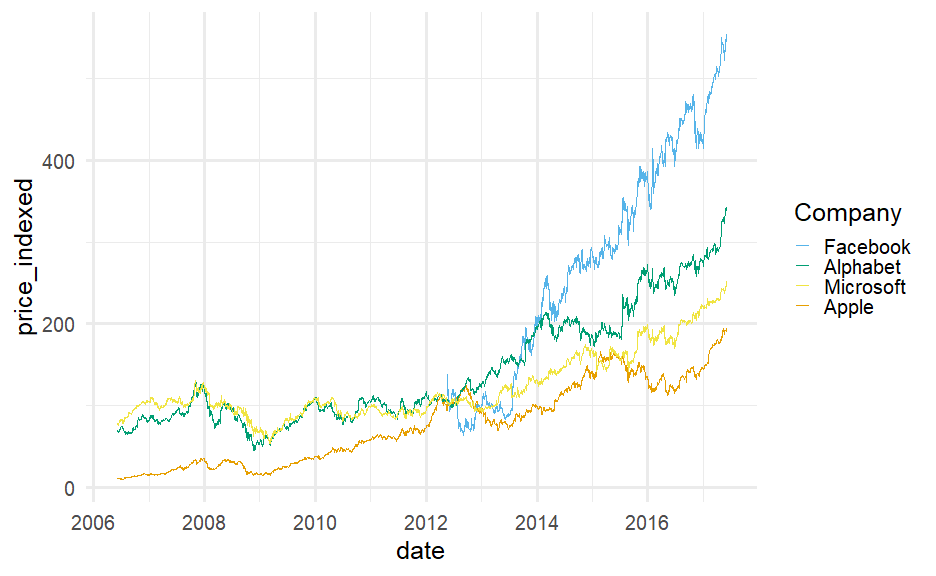 400
200
0
price_indexed
2006 2008 2010 2012 2014 2016
date
Company
Facebook
Alphabet
Microsoft
Apple